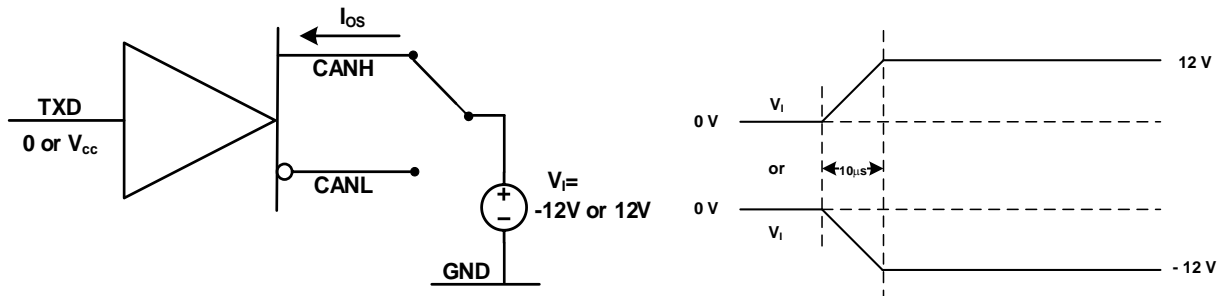 I_OS
CANH
TXD
0 or V_cc
CANL
V_I=
-12V or 12V
+
−
GND
12 V
V_I
0 V
or
10µs
0 V
V_I
- 12 V